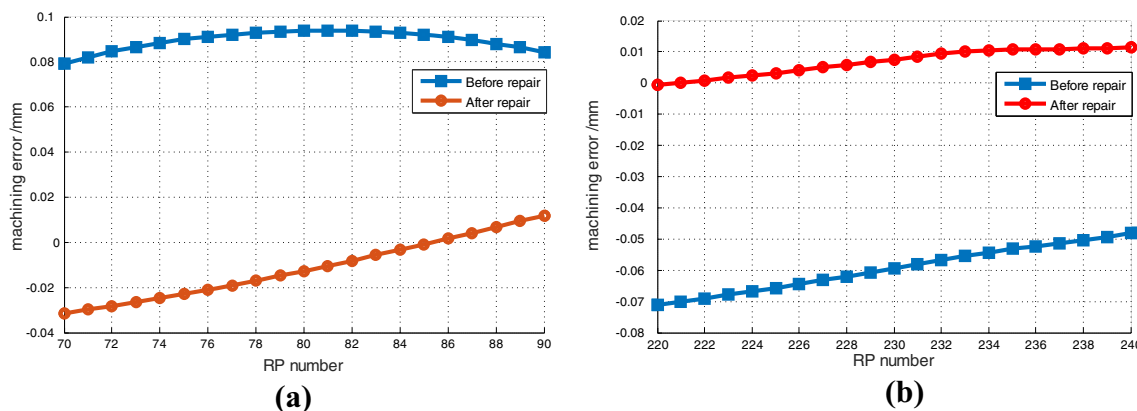 0.1
0.08
0.06
0.04
0.02
0
-0.02
-0.04
machining error /mm
Before repair
After repair
70 72 74 76 78 80 82 84 86 88 90
RP number
(a)
0.02
0.01
0
-0.01
-0.02
-0.03
-0.04
-0.05
-0.06
-0.07
-0.08
machining error /mm
Before repair
After repair
220 222 224 226 228 230 232 234 236 238 240
RP number
(b)